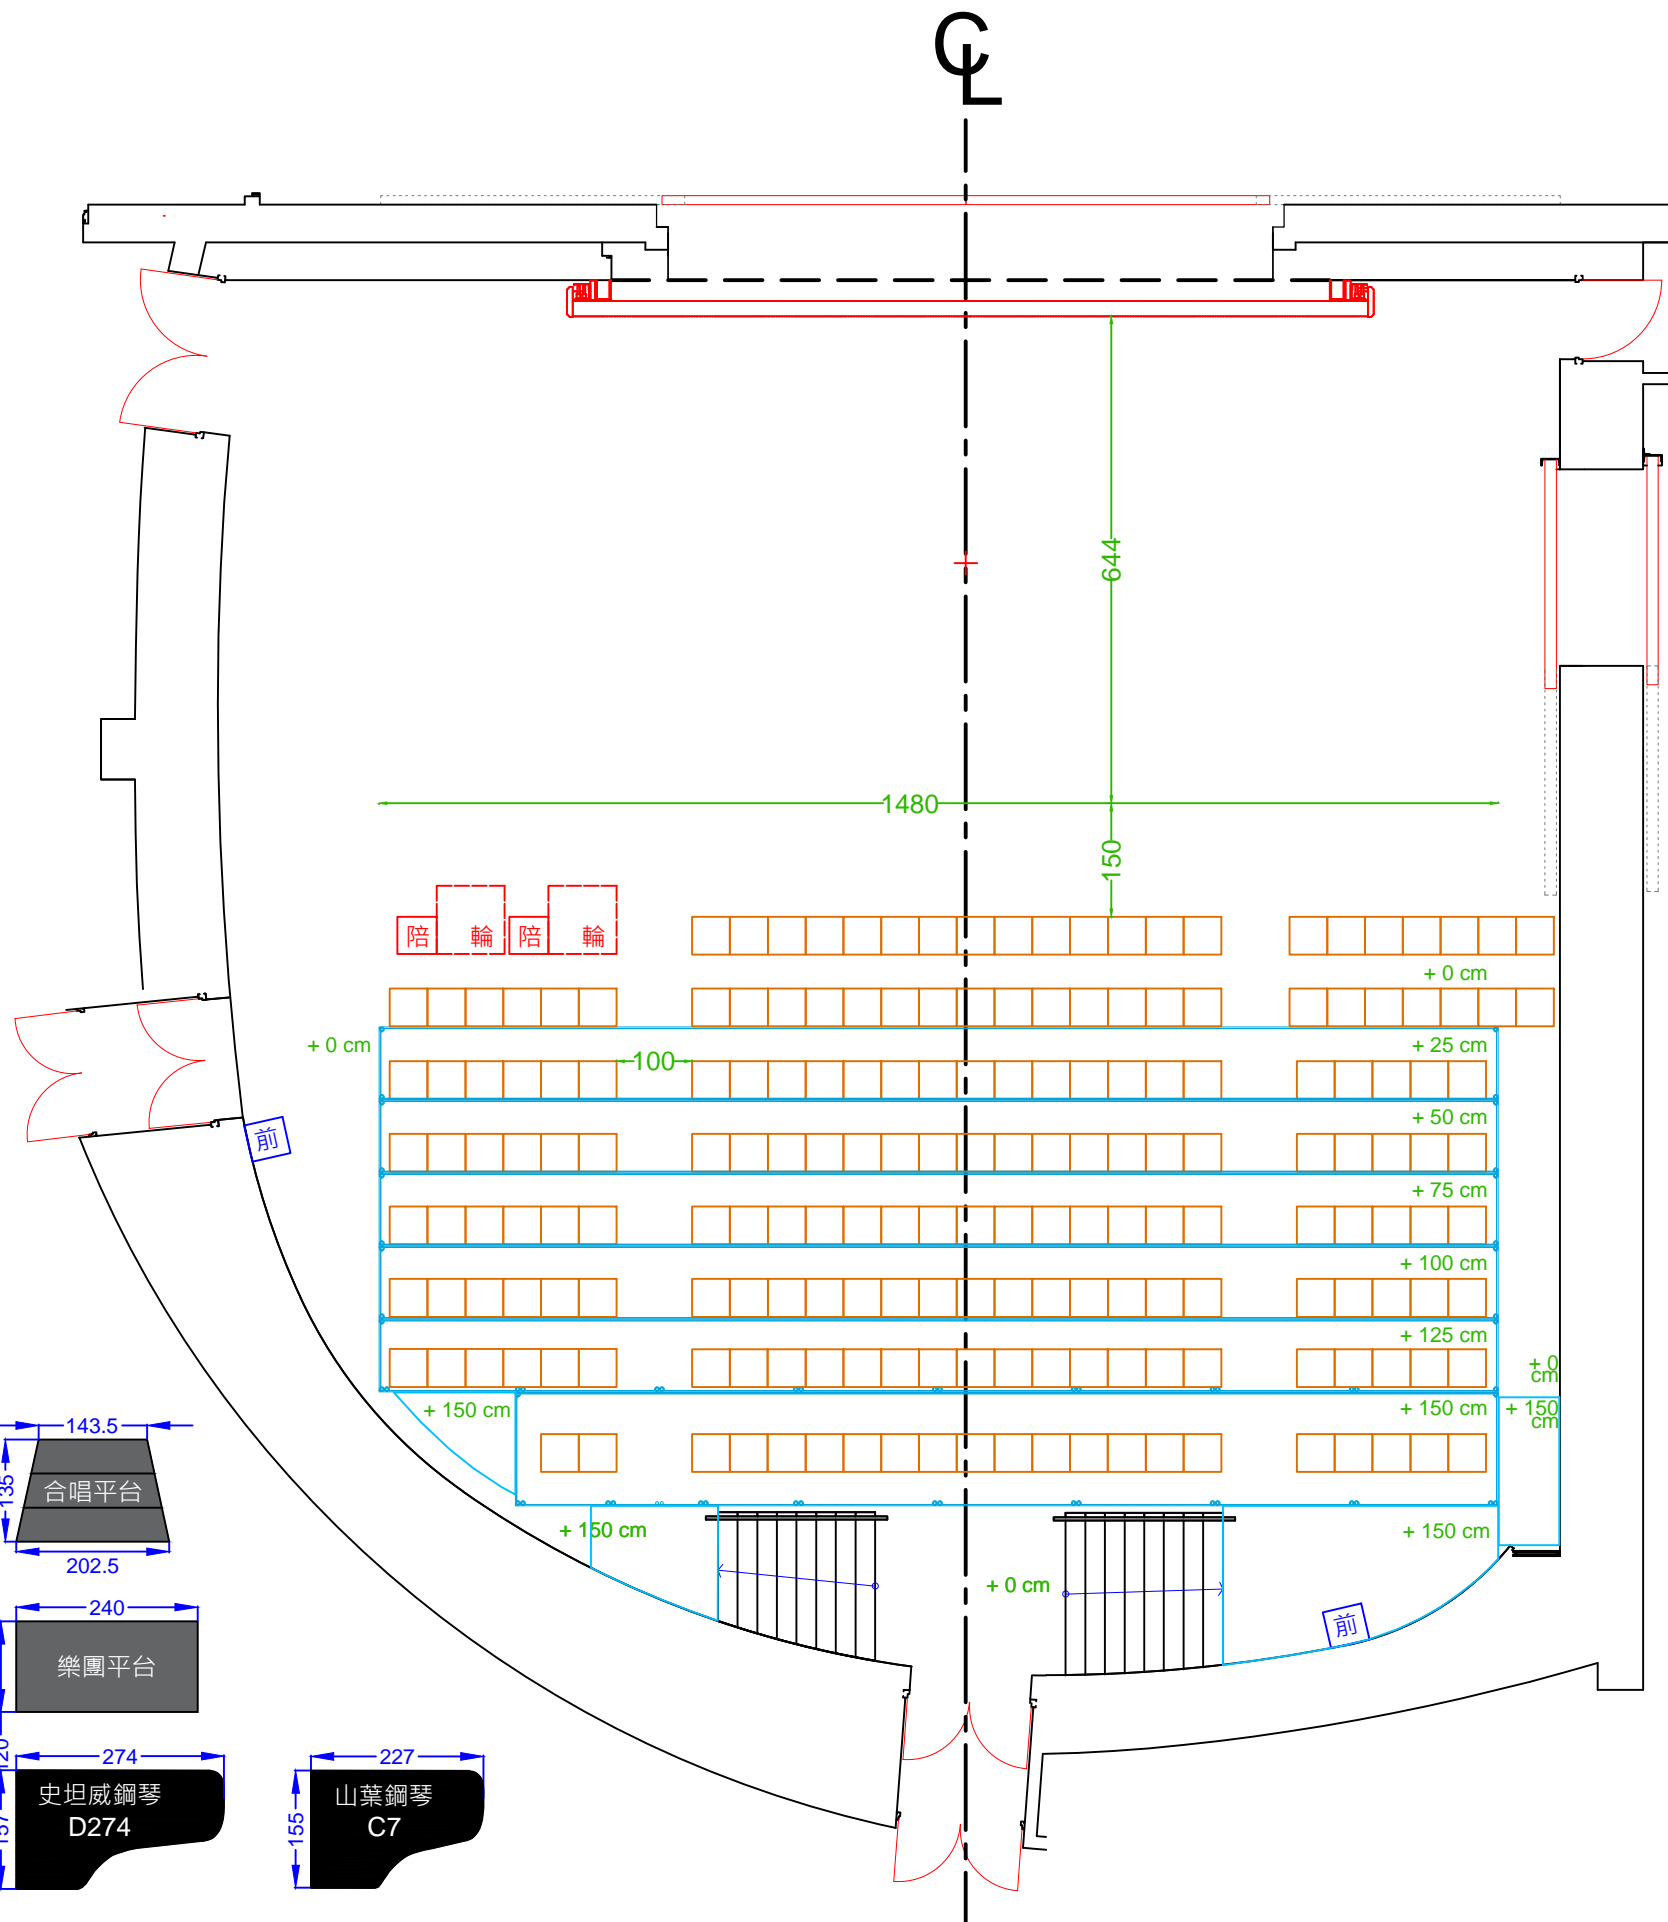 CL
644
1480
150
陪 輪 陪 輪
+ 0 cm
+ 0 cm
+ 25 cm
100
+ 50 cm
前
+ 75 cm
+ 100 cm
+ 125 cm
+ 0
cm
+ 150 cm
+ 150 cm
+ 150
cm
+ 150 cm
+ 150 cm
+ 0 cm
前
143.5
135
合唱平台
202.5
240
樂團平台
120
274
史坦威鋼琴
D274
157
227
山葉鋼琴
C7
155